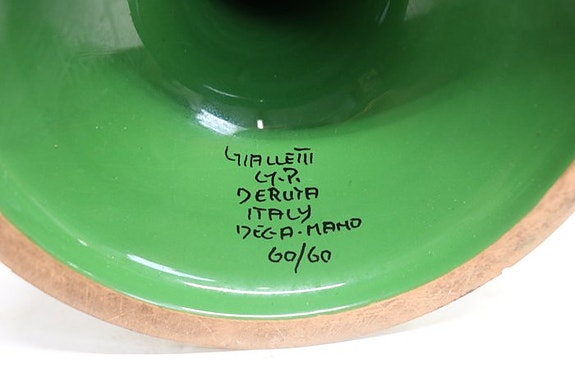 GIALLETTI
G.P.
DERUTA
ITALY
DEC.A.MANO
60/60